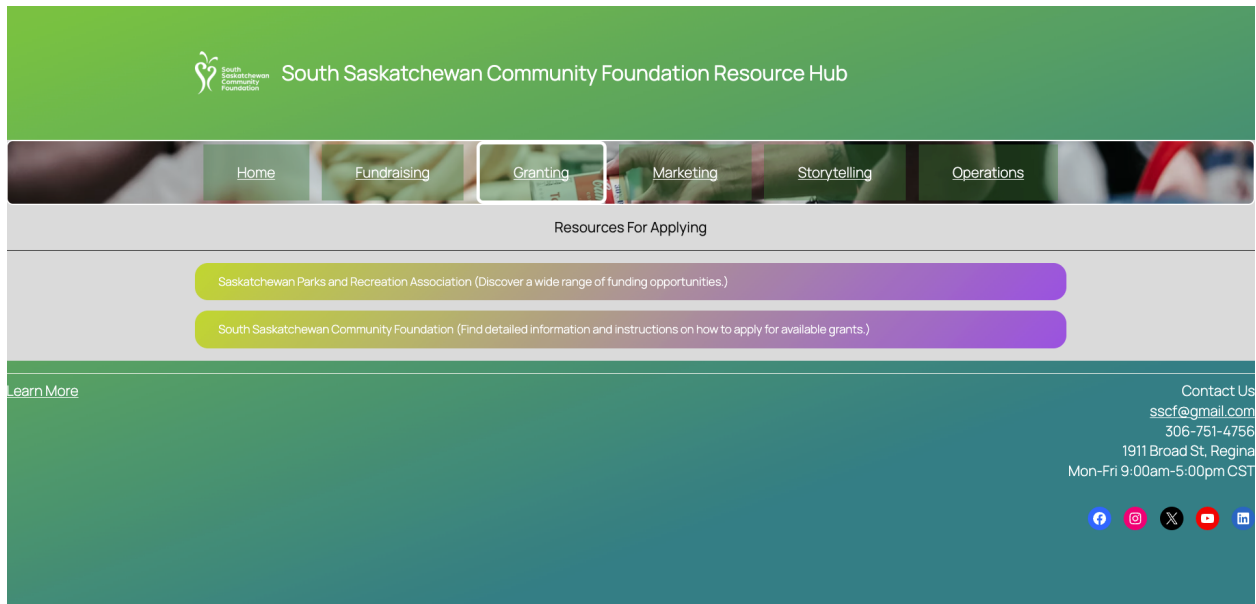 South
Saskatchewan
Community
Foundation
South Saskatchewan Community Foundation Resource Hub
Home
Fundraising
Granting
Marketing
Storytelling
Operations
Resources For Applying
Saskatchewan Parks and Recreation Association (Discover a wide range of funding opportunities.)
South Saskatchewan Community Foundation (Find detailed information and instructions on how to apply for available grants.)
Learn More
Contact Us
sscf@gmail.com
306-751-4756
1911 Broad St, Regina
Mon-Fri 9:00am-5:00pm CST